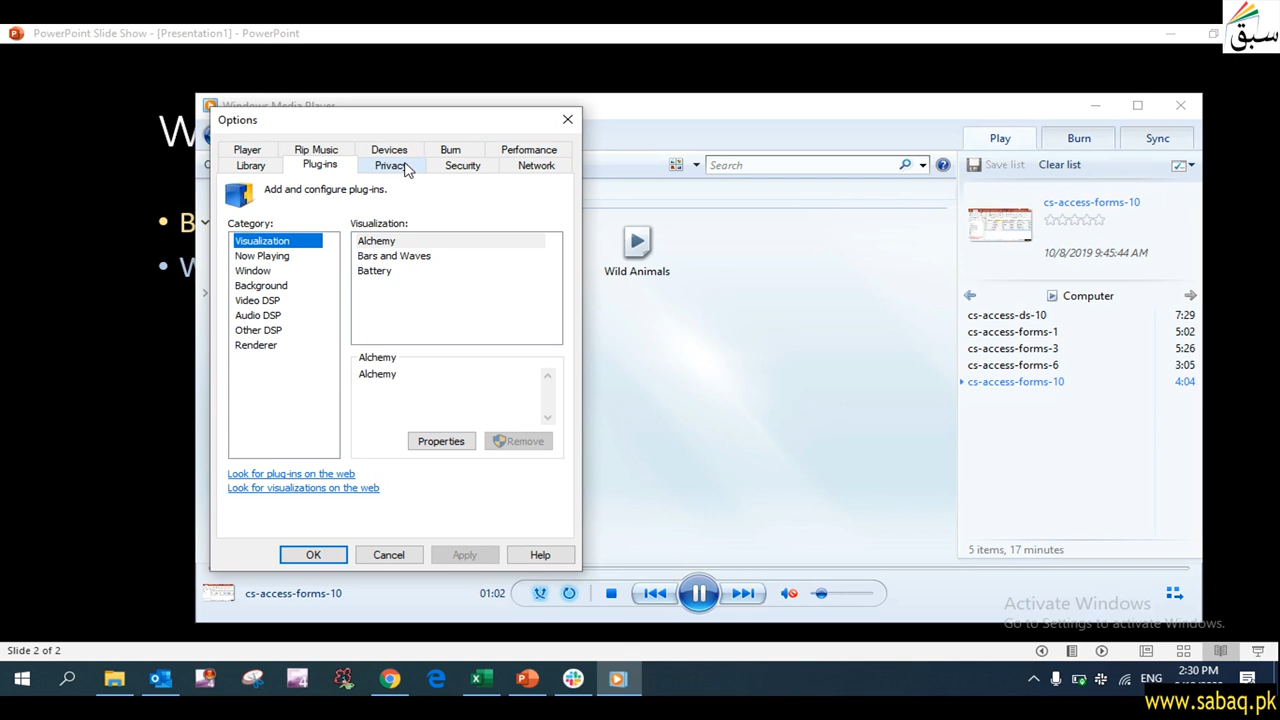 PowerPoint Slide Show - [Presentation1] - PowerPoint
سبق
Windows Media Player
Options
Player Rip Music Devices Burn Performance
Library Plug-ins Privacy Security Network
Add and configure plug-ins.
Category:
Visualization
Now Playing
Window
Background
Video DSP
Audio DSP
Other DSP
Renderer
Visualization:
Alchemy
Bars and Waves
Battery
Alchemy
Alchemy
Properties Remove
Look for plug-ins on the web
Look for visualizations on the web
OK Cancel Apply Help
Search
Wild Animals
Play Burn Sync
Save list Clear list
cs-access-forms-10
10/8/2019 9:45:44 AM
Computer
cs-access-ds-10 7:29
cs-access-forms-1 5:02
cs-access-forms-3 5:26
cs-access-forms-6 3:05
cs-access-forms-10 4:04
5 items, 17 minutes
cs-access-forms-10 01:02
Activate Windows
Go to Settings to activate Windows.
Slide 2 of 2
ENG
2:30 PM
www.sabaq.pk